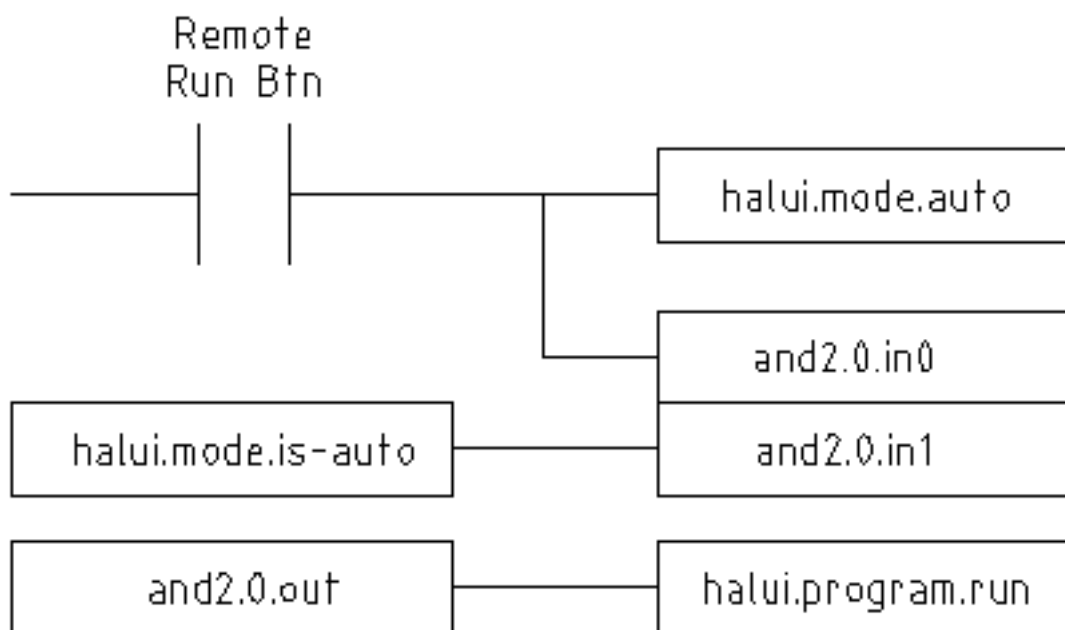 Remote
Run Btn
halui.mode.auto
and2.0.in0
halui.mode.is-auto
and2.0.in1
and2.0.out
halui.program.run